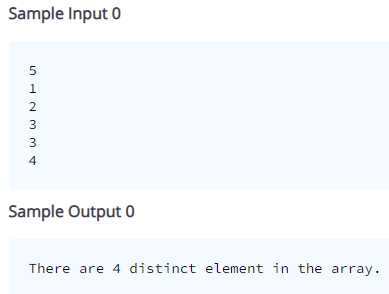 Sample Input 0
5
1
2
3
3
4
Sample Output 0
There are 4 distinct element in the array.